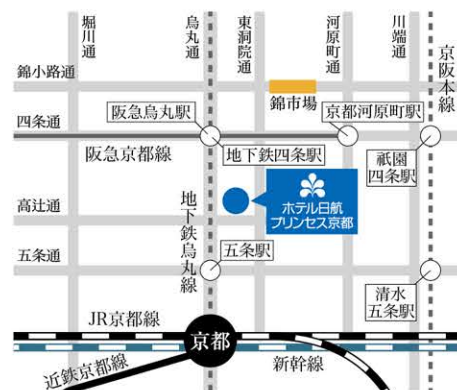 堀川通
烏丸通
東洞院通
河原町通
川端通
京阪本線
錦小路通
錦市場
四条通
阪急烏丸駅
京都河原町駅
阪急京都線
地下鉄四条駅
祇園
四条駅
高辻通
地下鉄烏丸線
ホテル日航
プリンセス京都
五条通
五条駅
清水
五条駅
JR京都線
京都
新幹線
近鉄京都線